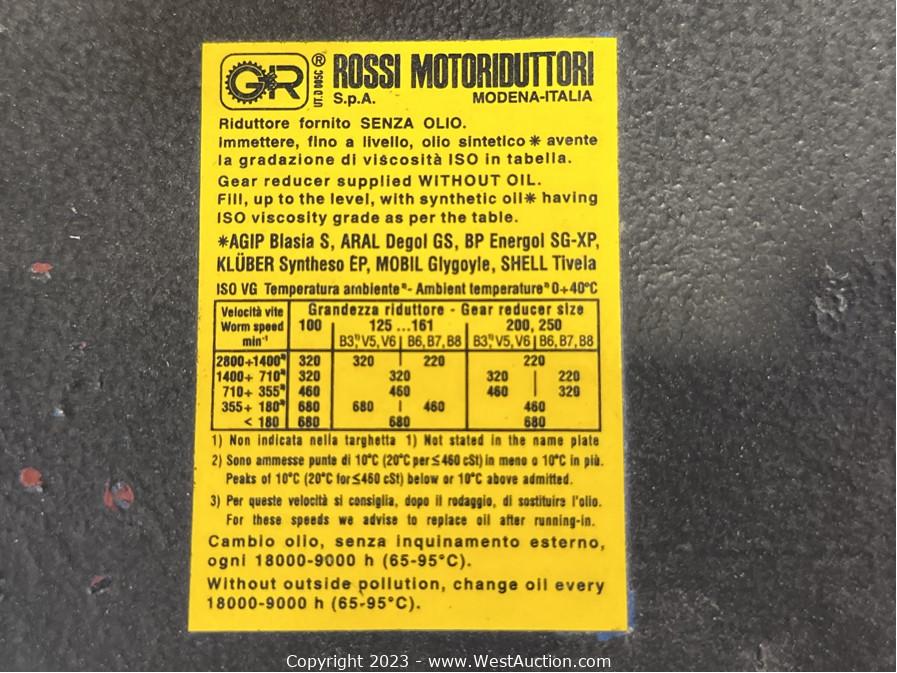 GR® UT.D 005C ROSSI MOTORIDUTTORI
S.p.A. MODENA-ITALIA
Riduttore fornito SENZA OLIO.
Immettere, fino a livello, olio sintetico * avente
la gradazione di viscosità ISO in tabella.
Gear reducer supplied WITHOUT OIL.
Fill, up to the level, with synthetic oil* having
ISO viscosity grade as per the table.
*AGIP Blasia S, ARAL Degol GS, BP Energol SG-XP,
KLÜBER Syntheso EP, MOBIL Glygoyle, SHELL Tivela
ISO VG Temperatura ambiente²⁾- Ambient temperature²⁾ 0÷40°C
Velocità vite Grandezza riduttore - Gear reducer size
Worm speed 100 125 ...161 200, 250
min⁻¹ B3¹⁾, V5, V6 B6, B7, B8 B3¹⁾, V5, V6 B6, B7, B8
2800÷1400³⁾ 320 320 220 220
1400÷ 710³⁾ 320 320 320 220
710÷ 355³⁾ 460 460 460 320
355÷ 180³⁾ 680 680 460 460
< 180 680 680 680
1) Non indicata nella targhetta 1) Not stated in the name plate
2) Sono ammesse punte di 10°C (20°C per ≤460 cSt) in meno o 10°C in più.
Peaks of 10°C (20°C for ≤460 cSt) below or 10°C above admitted.
3) Per queste velocità si consiglia, dopo il rodaggio, di sostituire l'olio.
For these speeds we advise to replace oil after running-in.
Cambio olio, senza inquinamento esterno,
ogni 18000-9000 h (65-95°C).
Without outside pollution, change oil every
18000-9000 h (65-95°C).
Copyright 2023 - www.WestAuction.com